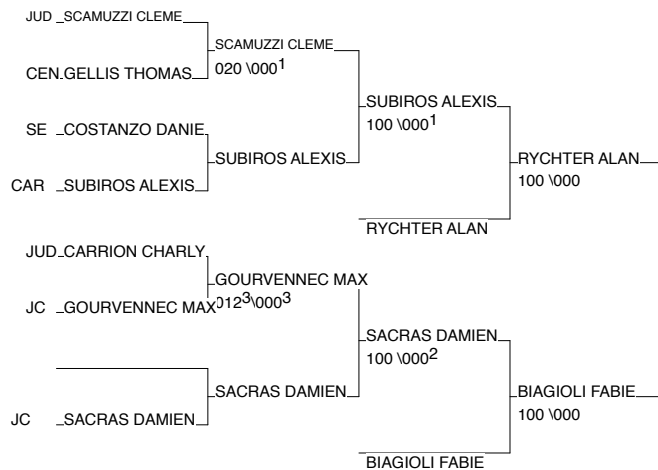 JUD SCAMUZZI CLEME
SCAMUZZI CLEME
020 \000¹
CEN GELLIS THOMAS
SUBIROS ALEXIS
100 \000¹
SE COSTANZO DANIE
SUBIROS ALEXIS
RYCHTER ALAN
100 \000
CAR SUBIROS ALEXIS
RYCHTER ALAN
JUD CARRION CHARLY
GOURVENNEC MAX
012³\000³
JC GOURVENNEC MAX
SACRAS DAMIEN
100 \000²
SACRAS DAMIEN
BIAGIOLI FABIE
100 \000
JC SACRAS DAMIEN
BIAGIOLI FABIE